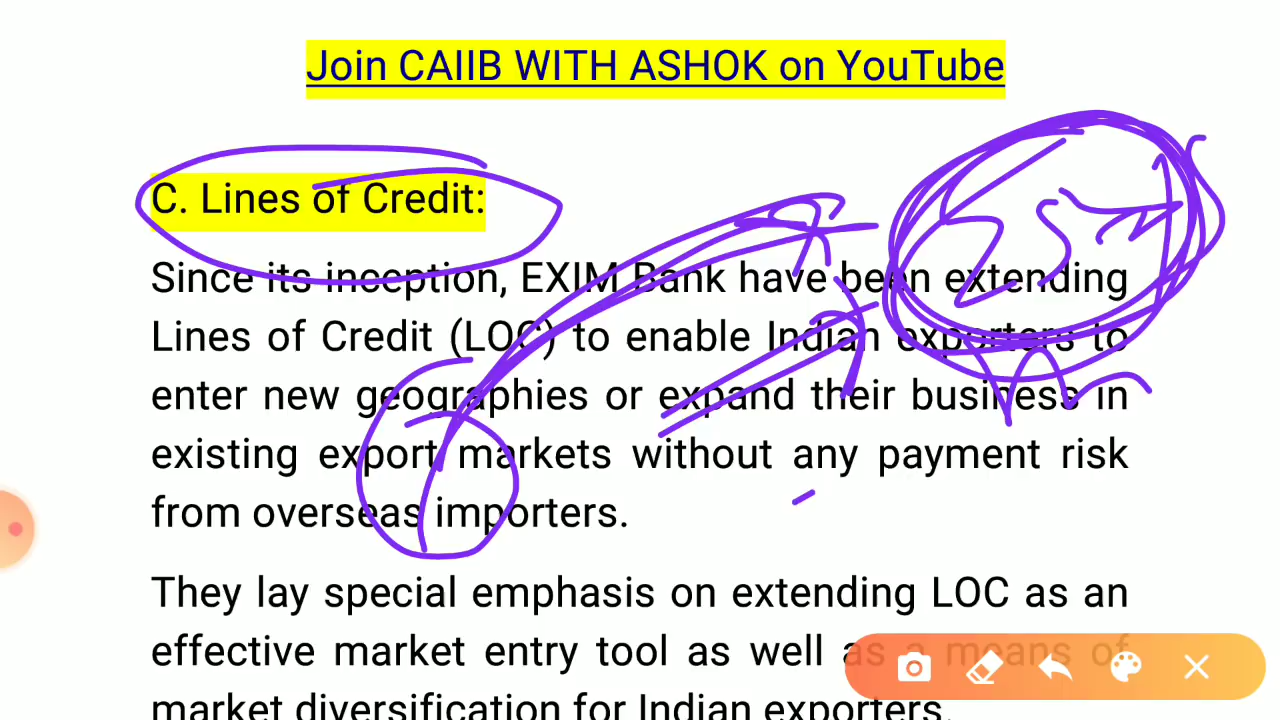 Join CAIIB WITH ASHOK on YouTube
C. Lines of Credit:
Since its inception, EXIM Bank have been extending
Lines of Credit (LOC) to enable Indian exporters to
enter new geographies or expand their business in
existing export markets without any payment risk
from overseas importers.
They lay special emphasis on extending LOC as an
effective market entry tool as well as a means of
market diversification for Indian exporters.